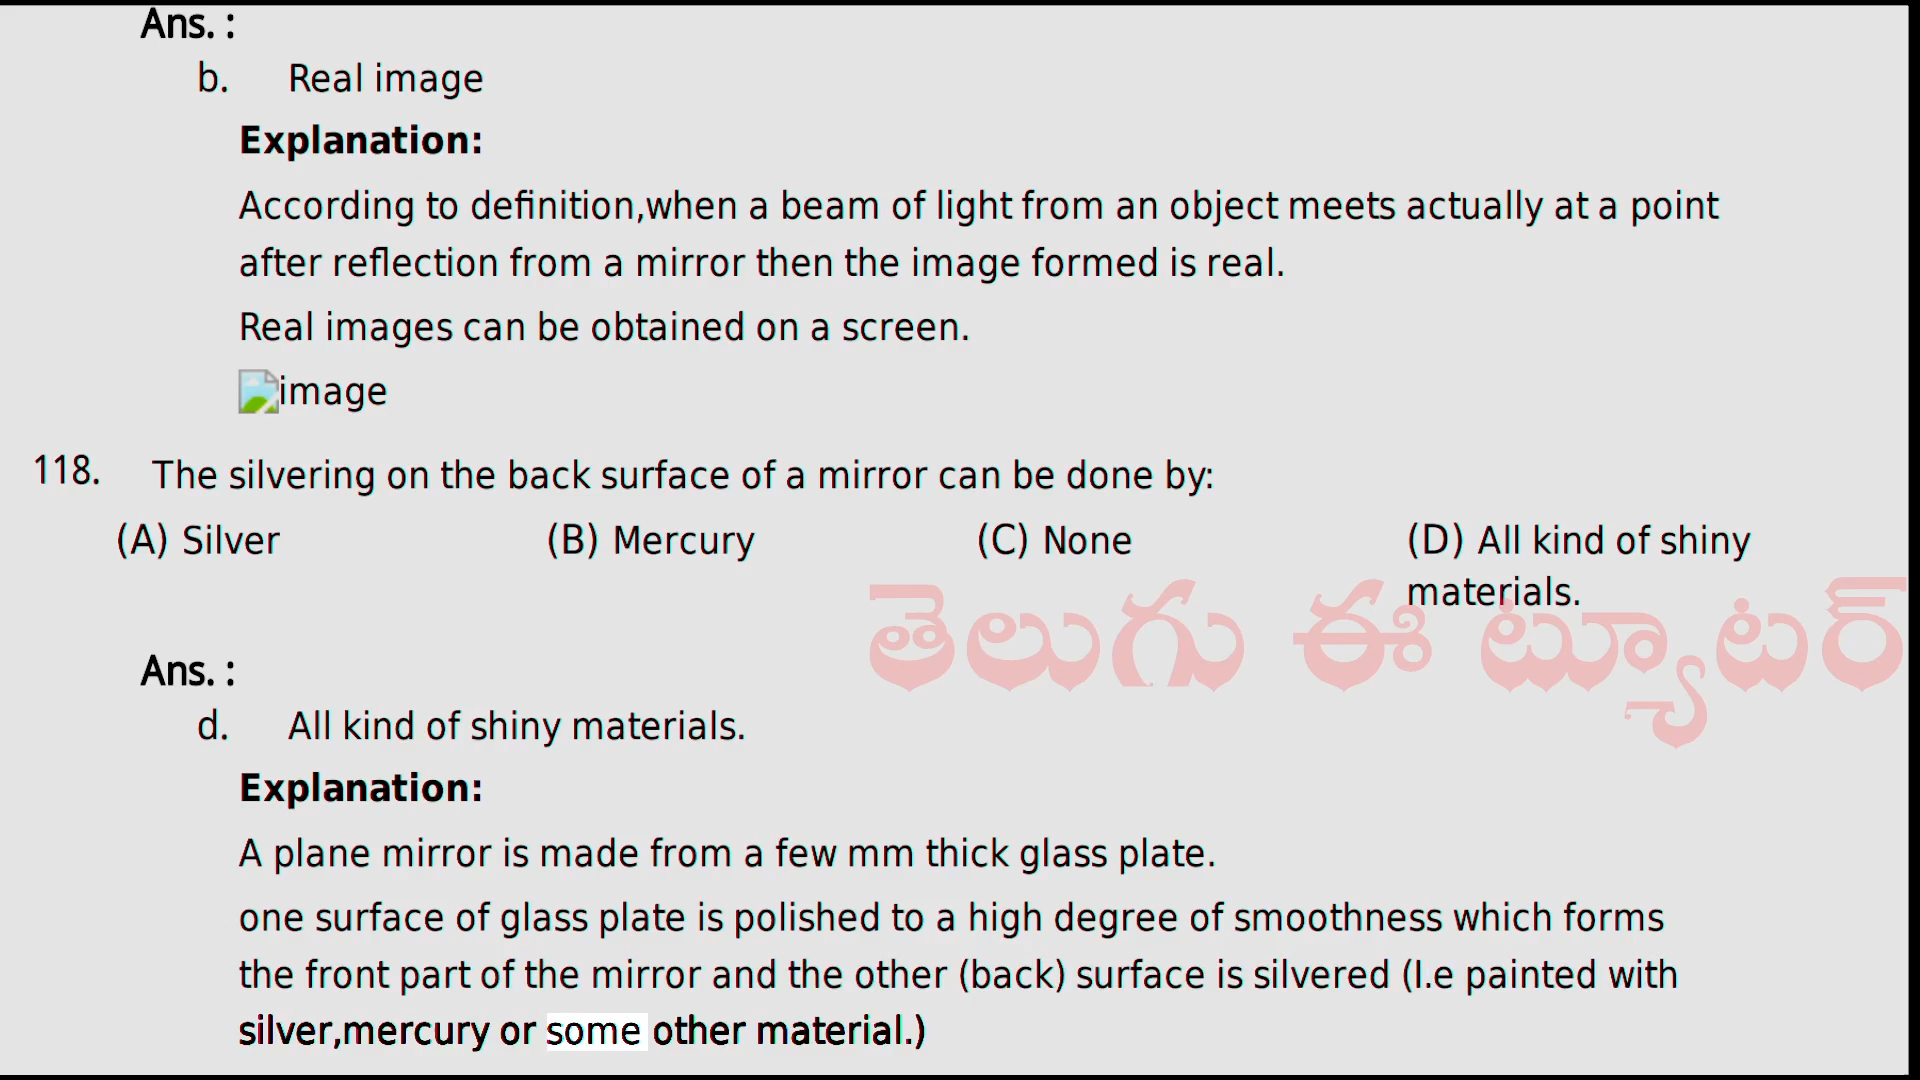 Ans. :
b. Real image
Explanation:
According to definition,when a beam of light from an object meets actually at a point
after reflection from a mirror then the image formed is real.
Real images can be obtained on a screen.
image
118. The silvering on the back surface of a mirror can be done by:
(A) Silver (B) Mercury (C) None (D) All kind of shiny
materials.
తెలుగు ఈ ట్యూటర్
Ans. :
d. All kind of shiny materials.
Explanation:
A plane mirror is made from a few mm thick glass plate.
one surface of glass plate is polished to a high degree of smoothness which forms
the front part of the mirror and the other (back) surface is silvered (I.e painted with
silver,mercury or some other material.)